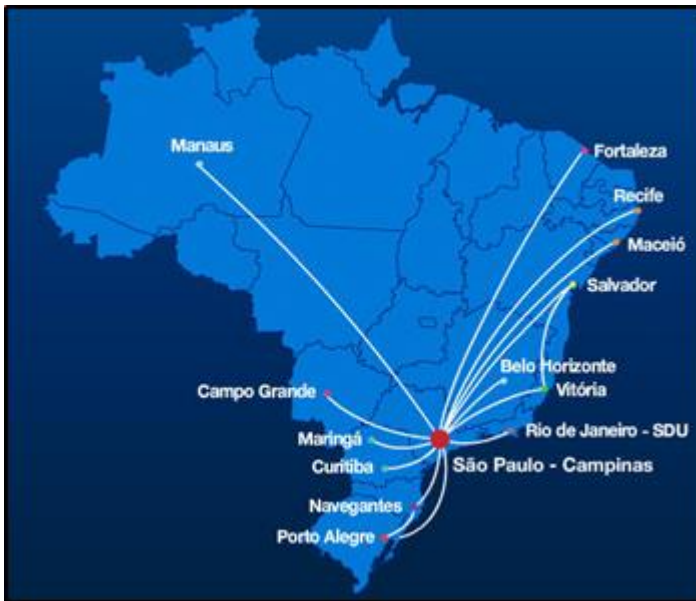 Manaus
Fortaleza
Recife
Maceió
Salvador
Belo Horizonte
Campo Grande
Vitória
Rio de Janeiro - SDU
Maringá
São Paulo - Campinas
Curitiba
Navegantes
Porto Alegre